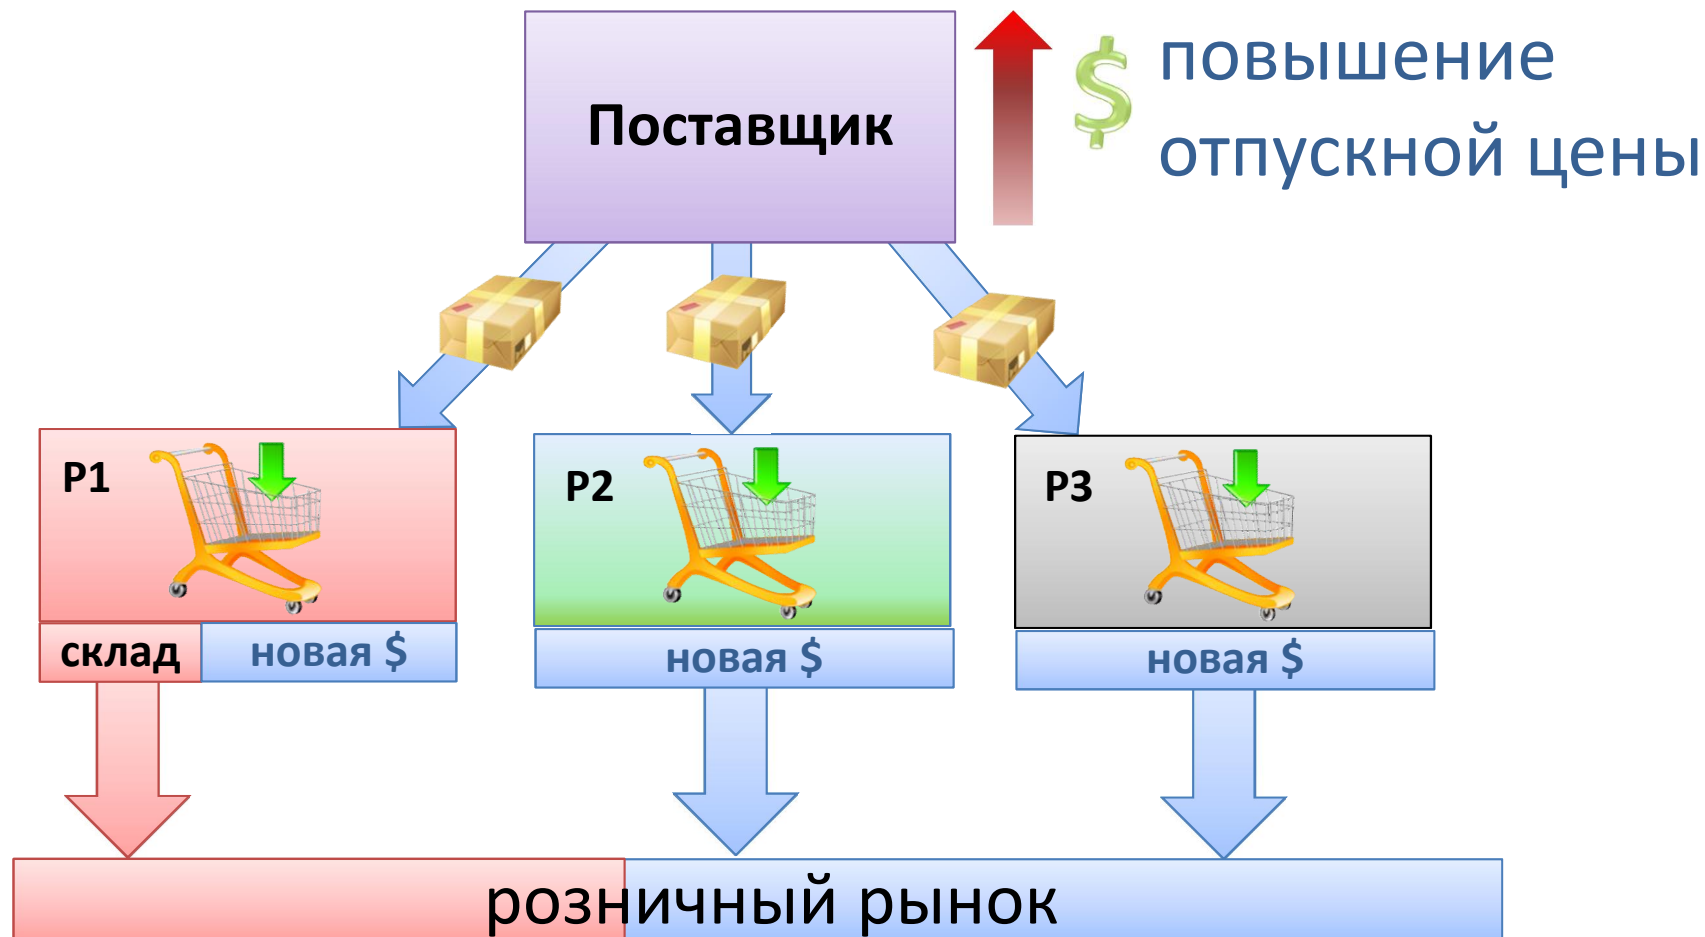 Поставщик
$ повышение
отпускной цены
Р1
Р2
Р3
склад
новая $
новая $
новая $
розничный рынок